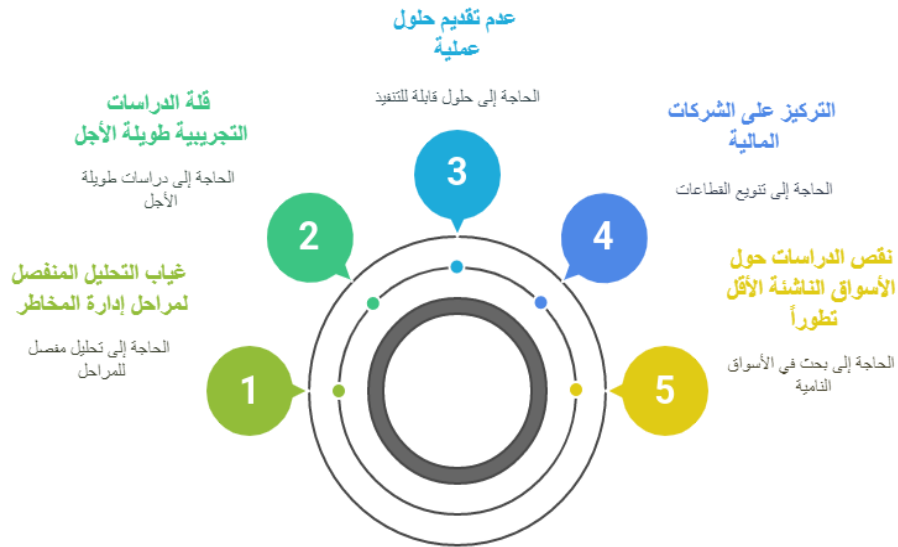 غياب التحليل المنفصل
لمراحل إدارة المخاطر
الحاجة إلى تحليل مفصل
للمراحل
1
قلة الدراسات
التجريبية طويلة الأجل
الحاجة إلى دراسات طويلة
الأجل
2
عدم تقديم حلول
عملية
الحاجة إلى حلول قابلة للتنفيذ
3
التركيز على الشركات
المالية
الحاجة إلى تنويع القطاعات
4
نقص الدراسات حول
الأسواق الناشئة الأقل
تطوراً
الحاجة إلى بحث في الأسواق
النامية
5